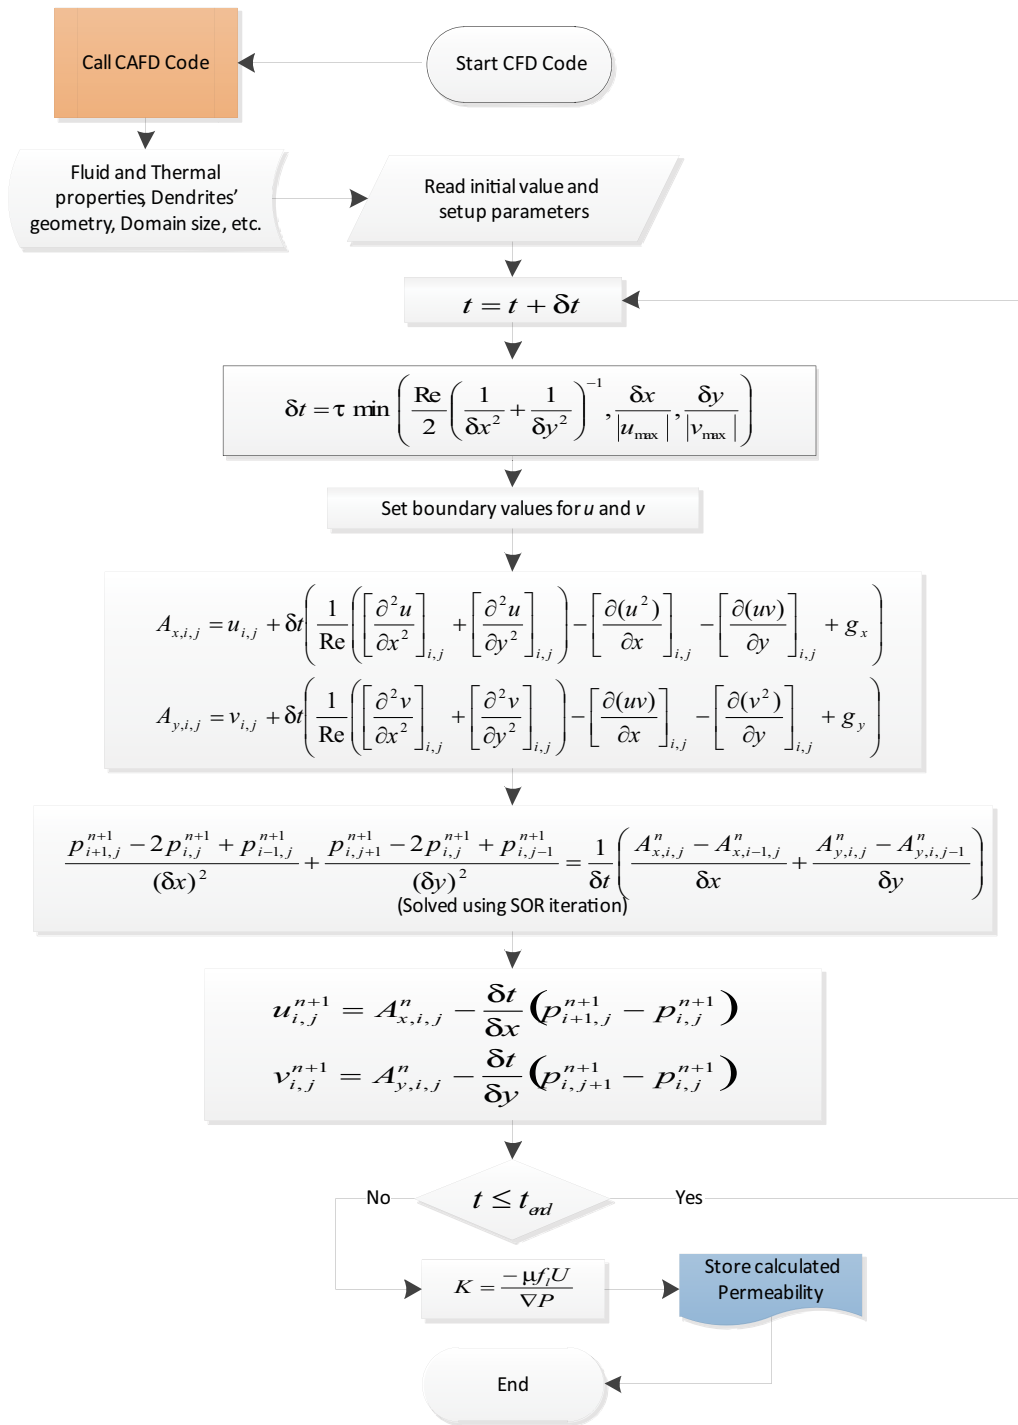 Call CAFD Code
Start CFD Code
Fluid and Thermal
properties, Dendrites'
geometry, Domain size, etc.
Read initial value and
setup parameters
t = t + δt
δt = τ min ( Re/2 ( 1/δx² + 1/δy² )⁻¹ , δx/|u_max| , δy/|v_max| )
Set boundary values for u and v
A_{x,i,j} = u_{i,j} + δt( 1/Re ( [∂²u/∂x²]_{i,j} + [∂²u/∂y²]_{i,j} ) − [∂(u²)/∂x]_{i,j} − [∂(uv)/∂y]_{i,j} + g_x )
A_{y,i,j} = v_{i,j} + δt( 1/Re ( [∂²v/∂x²]_{i,j} + [∂²v/∂y²]_{i,j} ) − [∂(uv)/∂x]_{i,j} − [∂(v²)/∂y]_{i,j} + g_y )
(p^{n+1}_{i+1,j} − 2p^{n+1}_{i,j} + p^{n+1}_{i−1,j})/(δx)² + (p^{n+1}_{i,j+1} − 2p^{n+1}_{i,j} + p^{n+1}_{i,j−1})/(δy)² = 1/δt ( (A^n_{x,i,j} − A^n_{x,i−1,j})/δx + (A^n_{y,i,j} − A^n_{y,i,j−1})/δy )
(Solved using SOR iteration)
u^{n+1}_{i,j} = A^n_{x,i,j} − δt/δx (p^{n+1}_{i+1,j} − p^{n+1}_{i,j})
v^{n+1}_{i,j} = A^n_{y,i,j} − δt/δy (p^{n+1}_{i,j+1} − p^{n+1}_{i,j})
No
t ≤ t_{end}
Yes
K = −μf_lU/∇P
Store calculated
Permeability
End